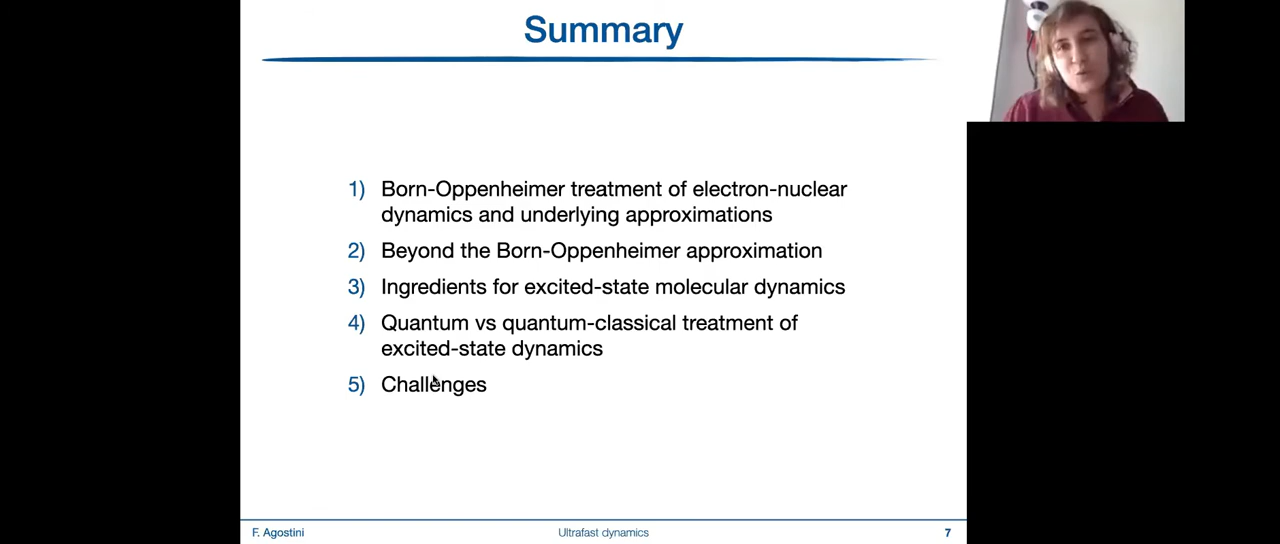 Summary
1) Born-Oppenheimer treatment of electron-nuclear
dynamics and underlying approximations
2) Beyond the Born-Oppenheimer approximation
3) Ingredients for excited-state molecular dynamics
4) Quantum vs quantum-classical treatment of
excited-state dynamics
5) Challenges
F. Agostini
Ultrafast dynamics
7